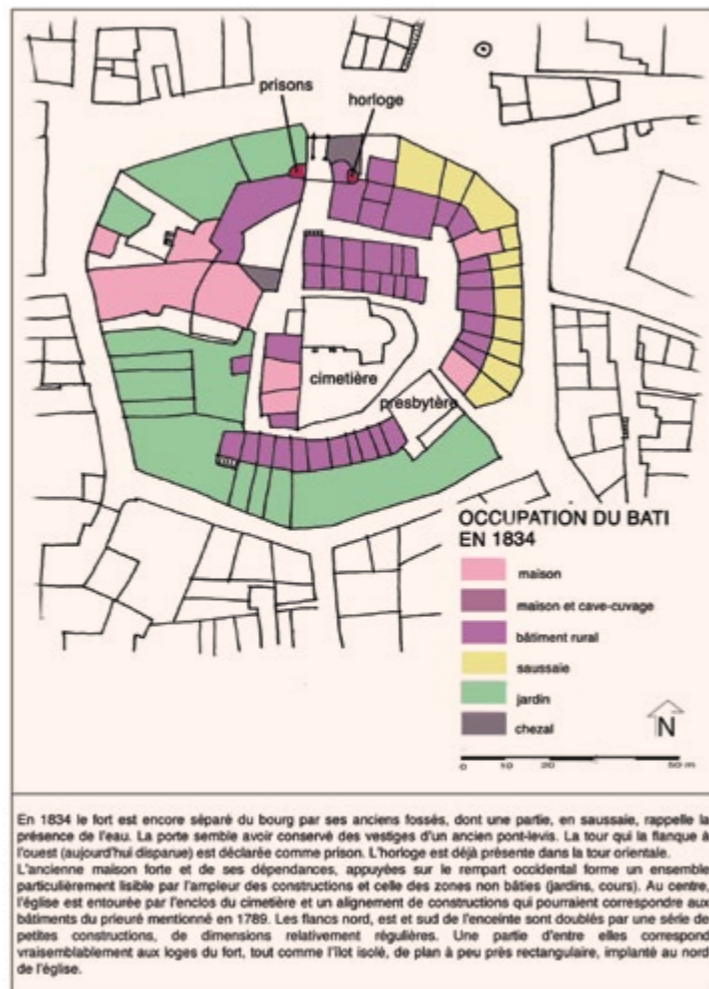 prisons
horloge
cimetière
presbytère
OCCUPATION DU BATI
EN 1834
maison
maison et cave-cuvage
bâtiment rural
saussaie
jardin
chezal
N
0 10 20 50 m
En 1834 le fort est encore séparé du bourg par ses anciens fossés, dont une partie, en saussaie, rappelle la
présence de l'eau. La porte semble avoir conservé des vestiges d'un ancien pont-levis. La tour qui la flanque à
l'ouest (aujourd'hui disparue) est déclarée comme prison. L'horloge est déjà présente dans la tour orientale.
L'ancienne maison forte et de ses dépendances, appuyées sur le rempart occidental forme un ensemble
particulièrement lisible par l'ampleur des constructions et celle des zones non bâties (jardins, cours). Au centre,
l'église est entourée par l'enclos du cimetière et un alignement de constructions qui pourraient correspondre aux
bâtiments du prieuré mentionné en 1789. Les flancs nord, est et sud de l'enceinte sont doublés par une série de
petites constructions, de dimensions relativement régulières. Une partie d'entre elles correspond
vraisemblablement aux loges du fort, tout comme l'îlot isolé, de plan à peu près rectangulaire, implanté au nord
de l'église.